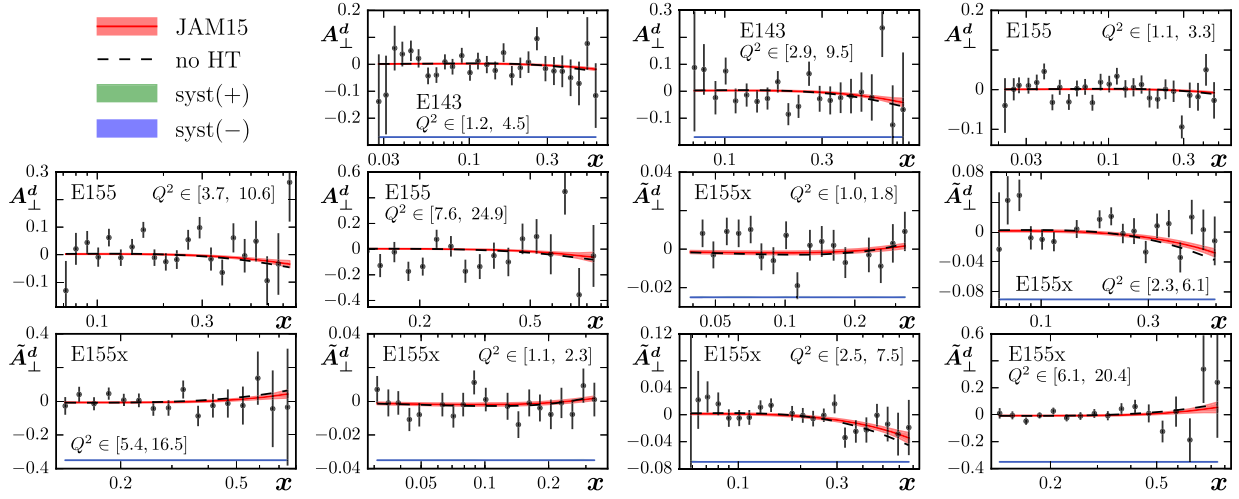 JAM15
no HT
syst(+)
syst(−)
A⊥^d
0.2
0.1
0
−0.1
−0.3
E143
Q² ∈ [1.2, 4.5]
0.03
0.1
0.3
x
A⊥^d
0.3
0.2
0.1
0
−0.1
−0.2
E143
Q² ∈ [2.9, 9.5]
0.1
0.3
x
A⊥^d
0.2
0.1
0
−0.1
E155
Q² ∈ [1.1, 3.3]
0.03
0.1
0.3
x
A⊥^d
0.3
0.1
0
−0.1
E155
Q² ∈ [3.7, 10.6]
0.1
0.3
x
A⊥^d
0.6
0.2
0.0
−0.2
−0.4
E155
Q² ∈ [7.6, 24.9]
0.2
0.5
x
Ã⊥^d
0.04
0
−0.02
E155x
Q² ∈ [1.0, 1.8]
0.05
0.1
0.2
x
Ã⊥^d
0.08
0
−0.04
−0.08
E155x
Q² ∈ [2.3, 6.1]
0.1
0.3
x
Ã⊥^d
0.4
0.2
0
−0.2
−0.4
E155x
Q² ∈ [5.4, 16.5]
0.2
0.5
x
Ã⊥^d
0.04
0
−0.02
−0.04
E155x
Q² ∈ [1.1, 2.3]
0.05
0.1
0.2
x
Ã⊥^d
0.12
0.04
0
−0.04
−0.08
E155x
Q² ∈ [2.5, 7.5]
0.1
0.3
x
Ã⊥^d
0.6
0.2
0
−0.2
−0.4
E155x
Q² ∈ [6.1, 20.4]
0.2
0.5
x